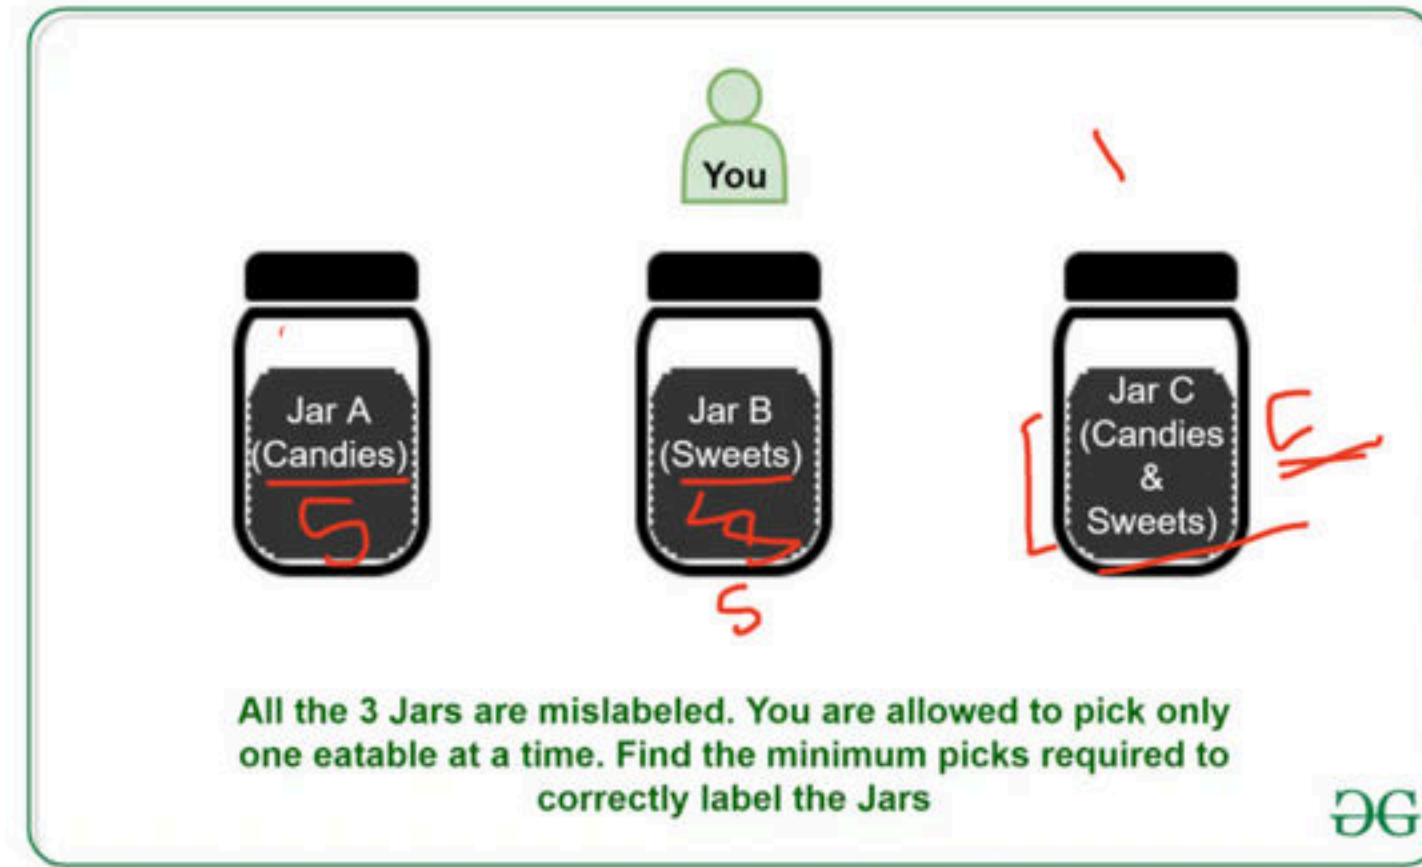 You
Jar A
(Candies)
5
Jar B
(Sweets)
S
Jar C
(Candies
&
Sweets)
All the 3 Jars are mislabeled. You are allowed to pick only
one eatable at a time. Find the minimum picks required to
correctly label the Jars